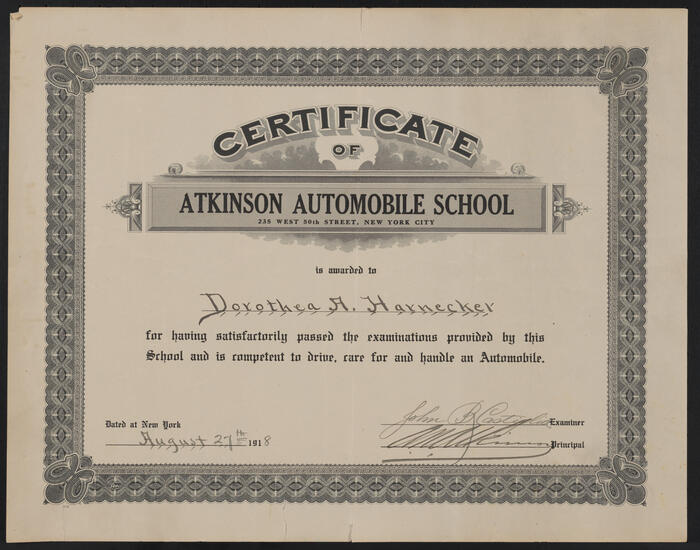 CERTIFICATE
OF
ATKINSON AUTOMOBILE SCHOOL
235 WEST 50th STREET, NEW YORK CITY
is awarded to
Dorothea A. Harnecker
for having satisfactorily passed the examinations provided by this
School and is competent to drive, care for and handle an Automobile.
Dated at New York
August 27th 1918
John B. Examiner
Principal